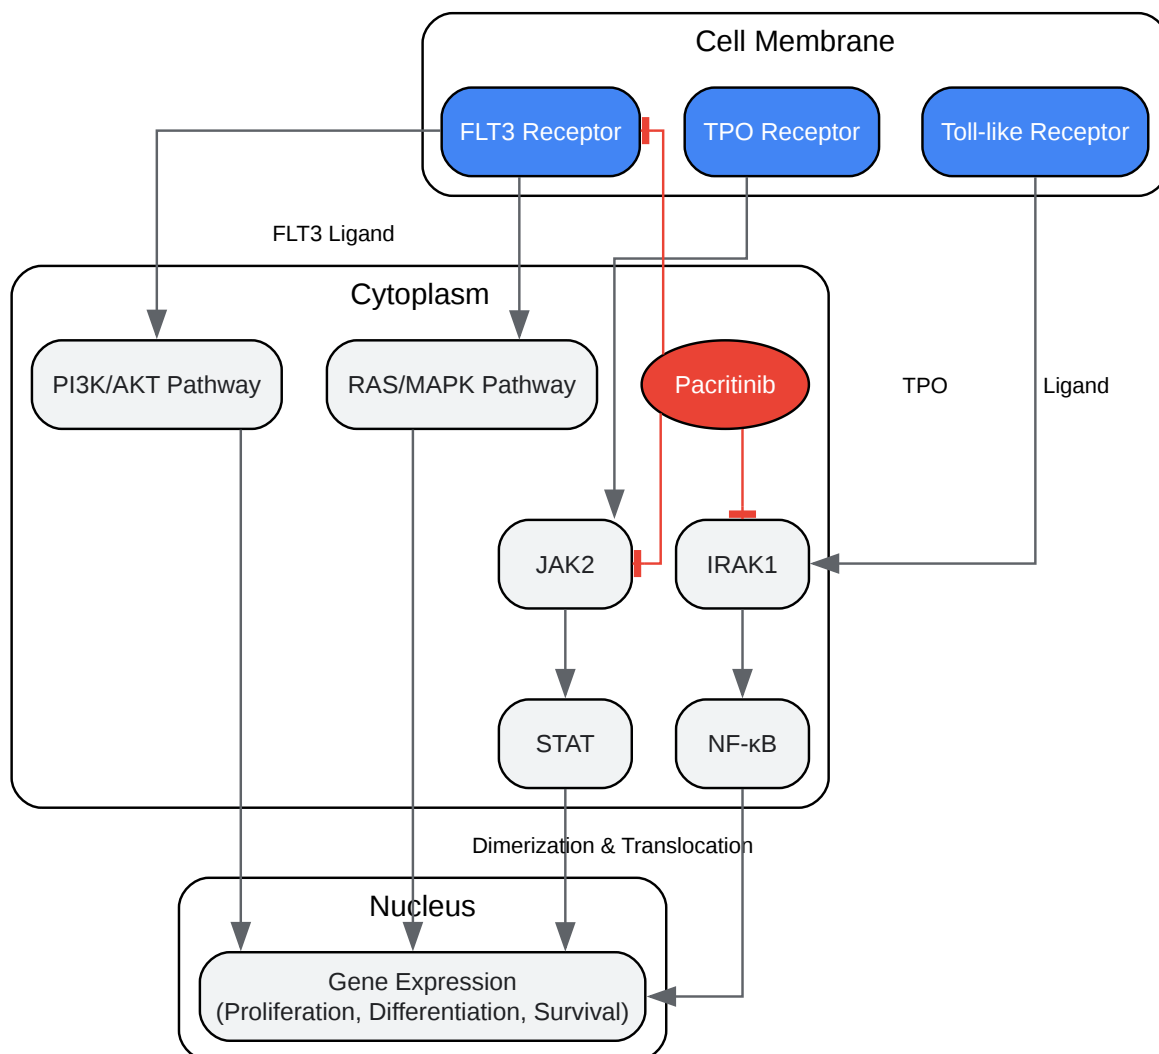 Cell Membrane
FLT3 Receptor
TPO Receptor
Toll-like Receptor
FLT3 Ligand
Cytoplasm
PI3K/AKT Pathway
RAS/MAPK Pathway
Pacritinib
TPO
Ligand
JAK2
IRAK1
STAT
NF-κB
Dimerization & Translocation
Nucleus
Gene Expression
(Proliferation, Differentiation, Survival)